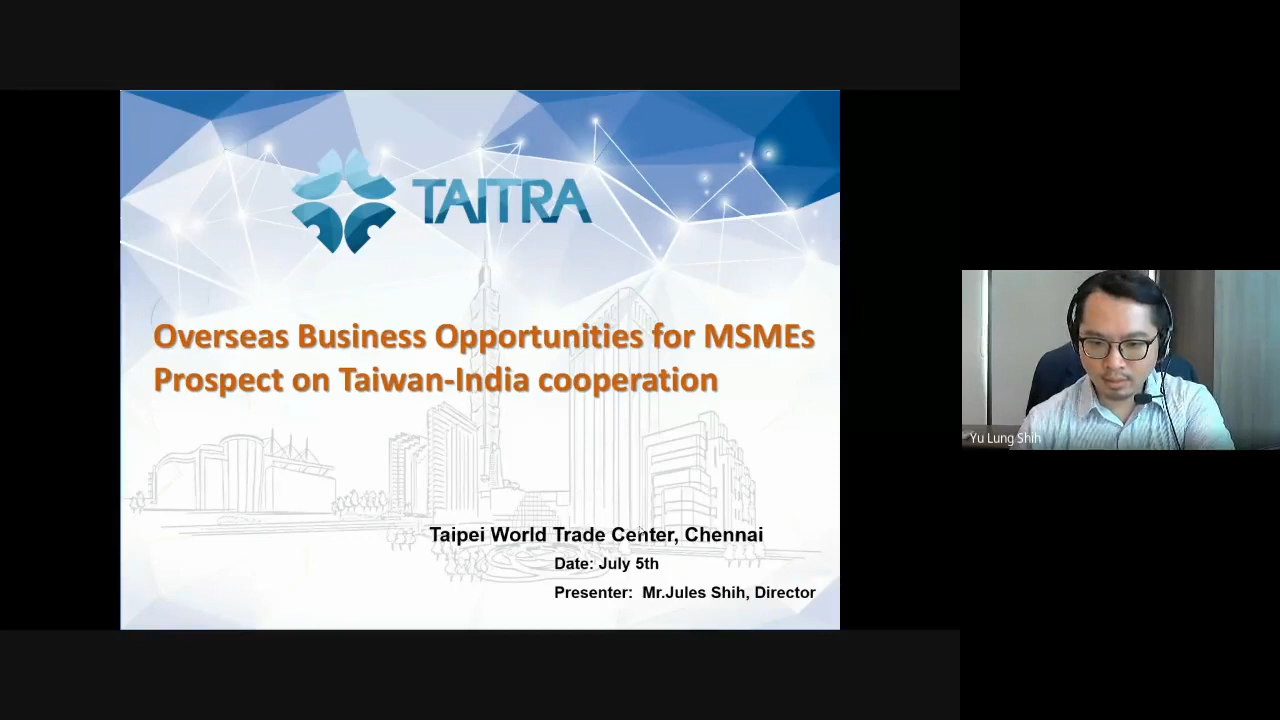 TAITRA
Overseas Business Opportunities for MSMEs
Prospect on Taiwan-India cooperation
Taipei World Trade Center, Chennai
Date: July 5th
Presenter:  Mr.Jules Shih, Director
Yu Lung Shih